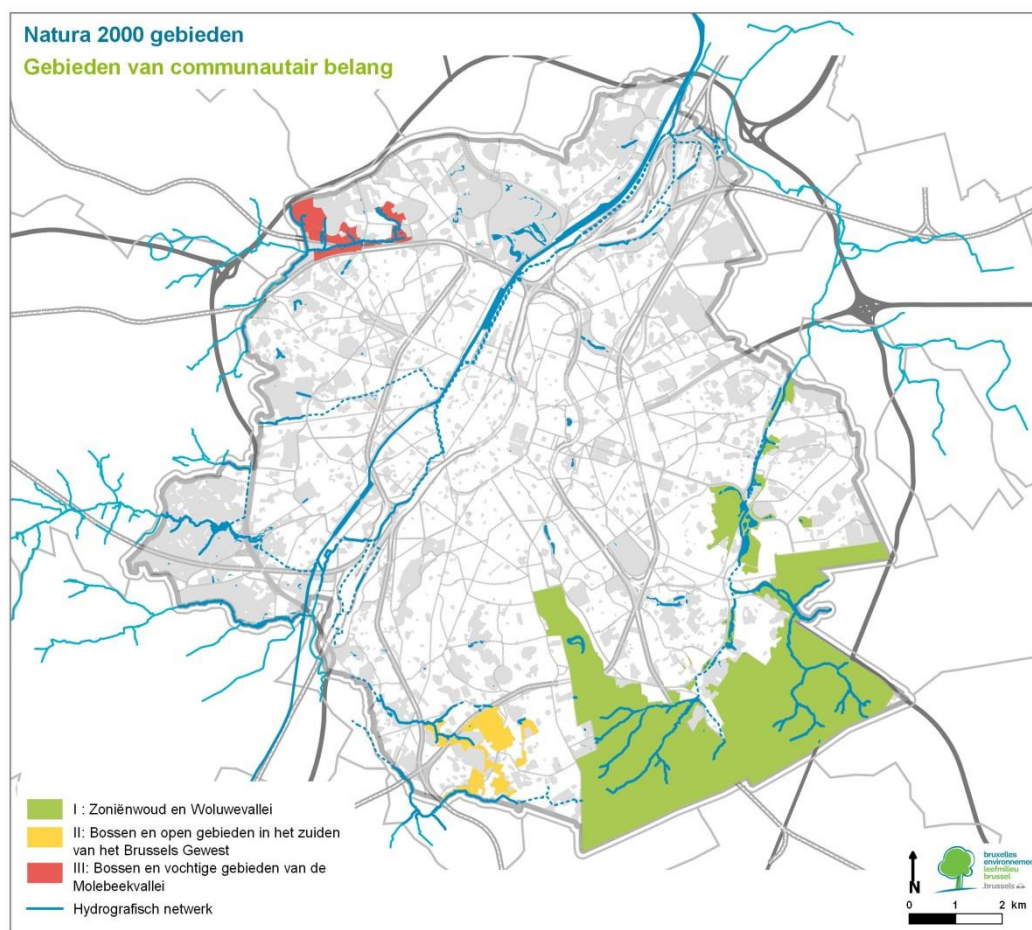 Natura 2000 gebieden
Gebieden van communautair belang
I : Zoniënwoud en Woluwevallei
II: Bossen en open gebieden in het zuiden
van het Brussels Gewest
III: Bossen en vochtige gebieden van de
Molebeekvallei
Hydrografisch netwerk
N
bruxelles
environnement
leefmilieu
brussel
.brussels
0 1 2 km